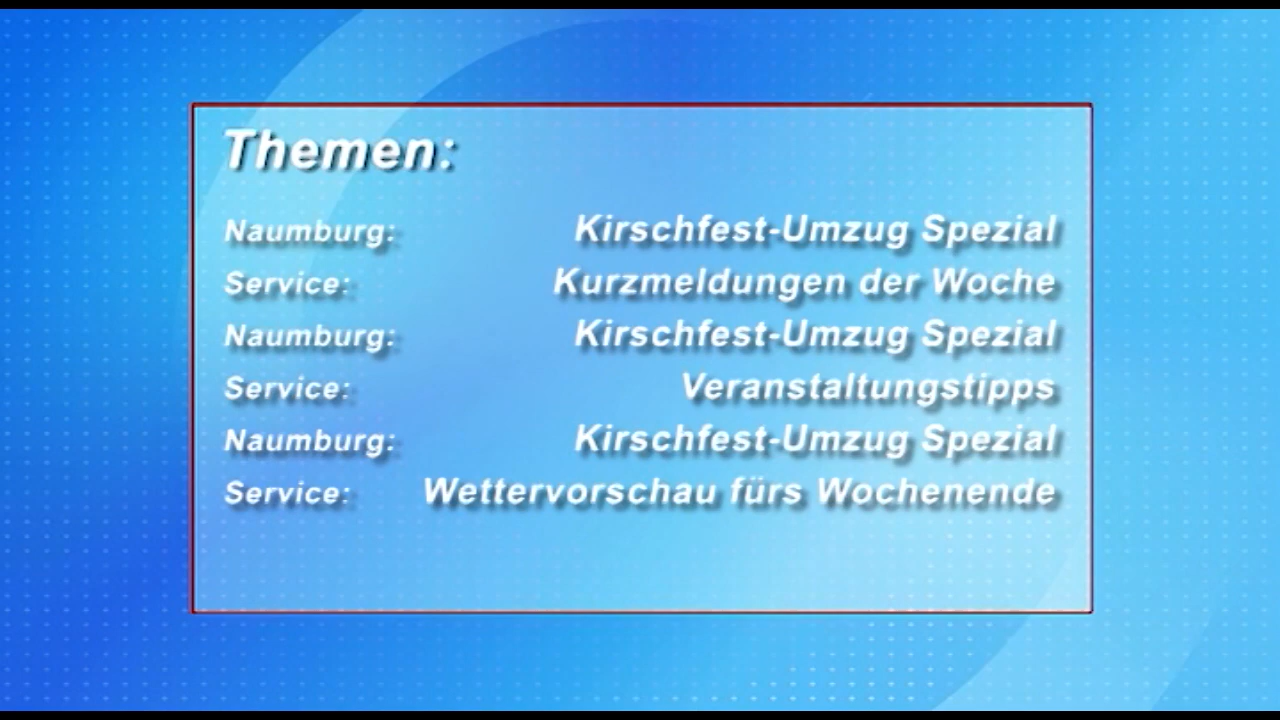 Themen:
Naumburg: Kirschfest-Umzug Spezial
Service: Kurzmeldungen der Woche
Naumburg: Kirschfest-Umzug Spezial
Service: Veranstaltungstipps
Naumburg: Kirschfest-Umzug Spezial
Service: Wettervorschau fürs Wochenende